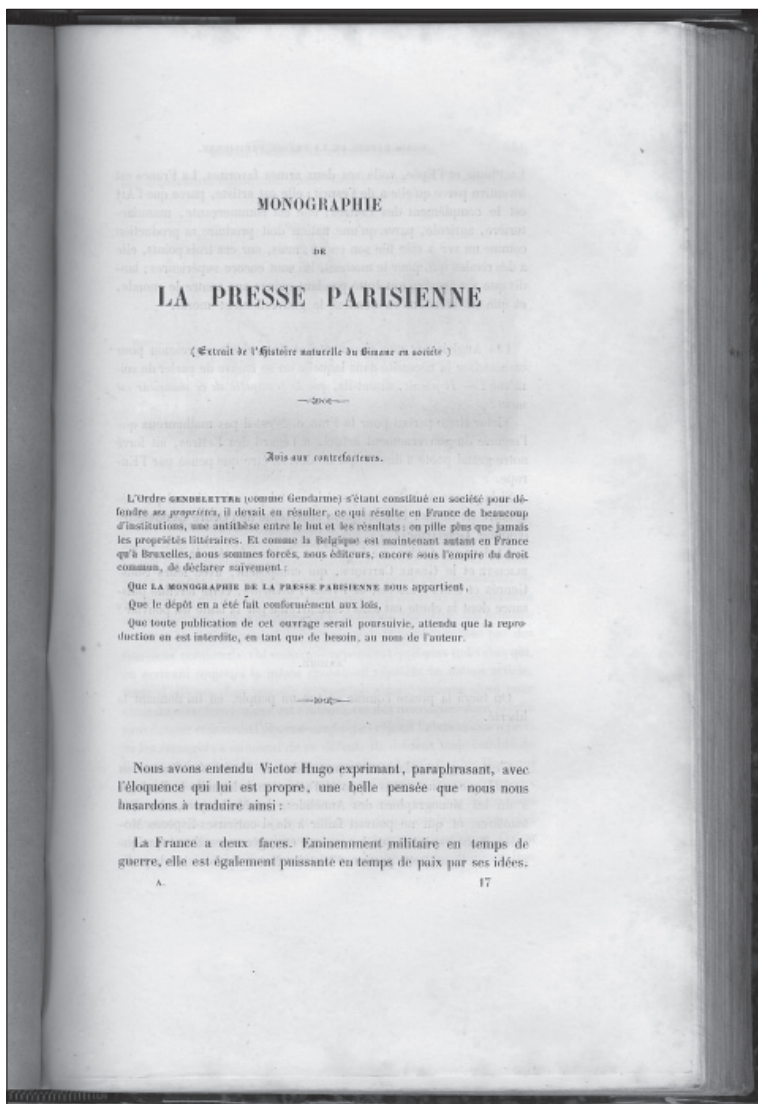 MONOGRAPHIE
DE
LA PRESSE PARISIENNE
(Extrait de l'Histoire naturelle du Bimane en société)
Avis aux contrefacteurs.
L'Ordre GENDELETTRE (comme Gendarme) s'étant constitué en société pour dé-
fendre ses propriétés, il devait en résulter, ce qui résulte en France de beaucoup
d'institutions, une antithèse entre le but et les résultats : on pille plus que jamais
les propriétés littéraires. Et comme la Belgique est maintenant autant en France
qu'à Bruxelles, nous sommes forcés, nous éditeurs, encore sous l'empire du droit
commun, de déclarer naïvement :
Que LA MONOGRAPHIE DE LA PRESSE PARISIENNE nous appartient,
Que le dépôt en a été fait conformément aux lois,
Que toute publication de cet ouvrage serait poursuivie, attendu que la repro-
duction en est interdite, en tant que de besoin, au nom de l'auteur.
Nous avons entendu Victor Hugo exprimant, paraphrasant, avec
l'éloquence qui lui est propre, une belle pensée que nous nous
hasardons à traduire ainsi :
La France a deux faces. Eminemment militaire en temps de
guerre, elle est également puissante en temps de paix par ses idées.
A. 17